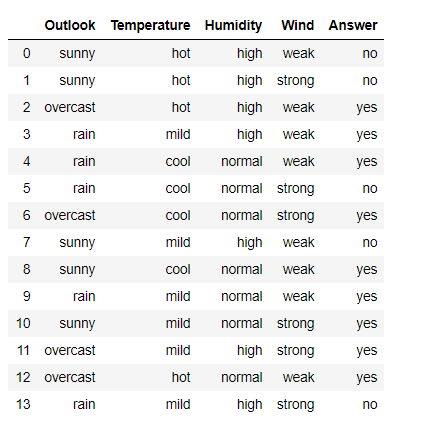 Outlook Temperature Humidity Wind Answer
0 sunny hot high weak no
1 sunny hot high strong no
2 overcast hot high weak yes
3 rain mild high weak yes
4 rain cool normal weak yes
5 rain cool normal strong no
6 overcast cool normal strong yes
7 sunny mild high weak no
8 sunny cool normal weak yes
9 rain mild normal weak yes
10 sunny mild normal strong yes
11 overcast mild high strong yes
12 overcast hot normal weak yes
13 rain mild high strong no